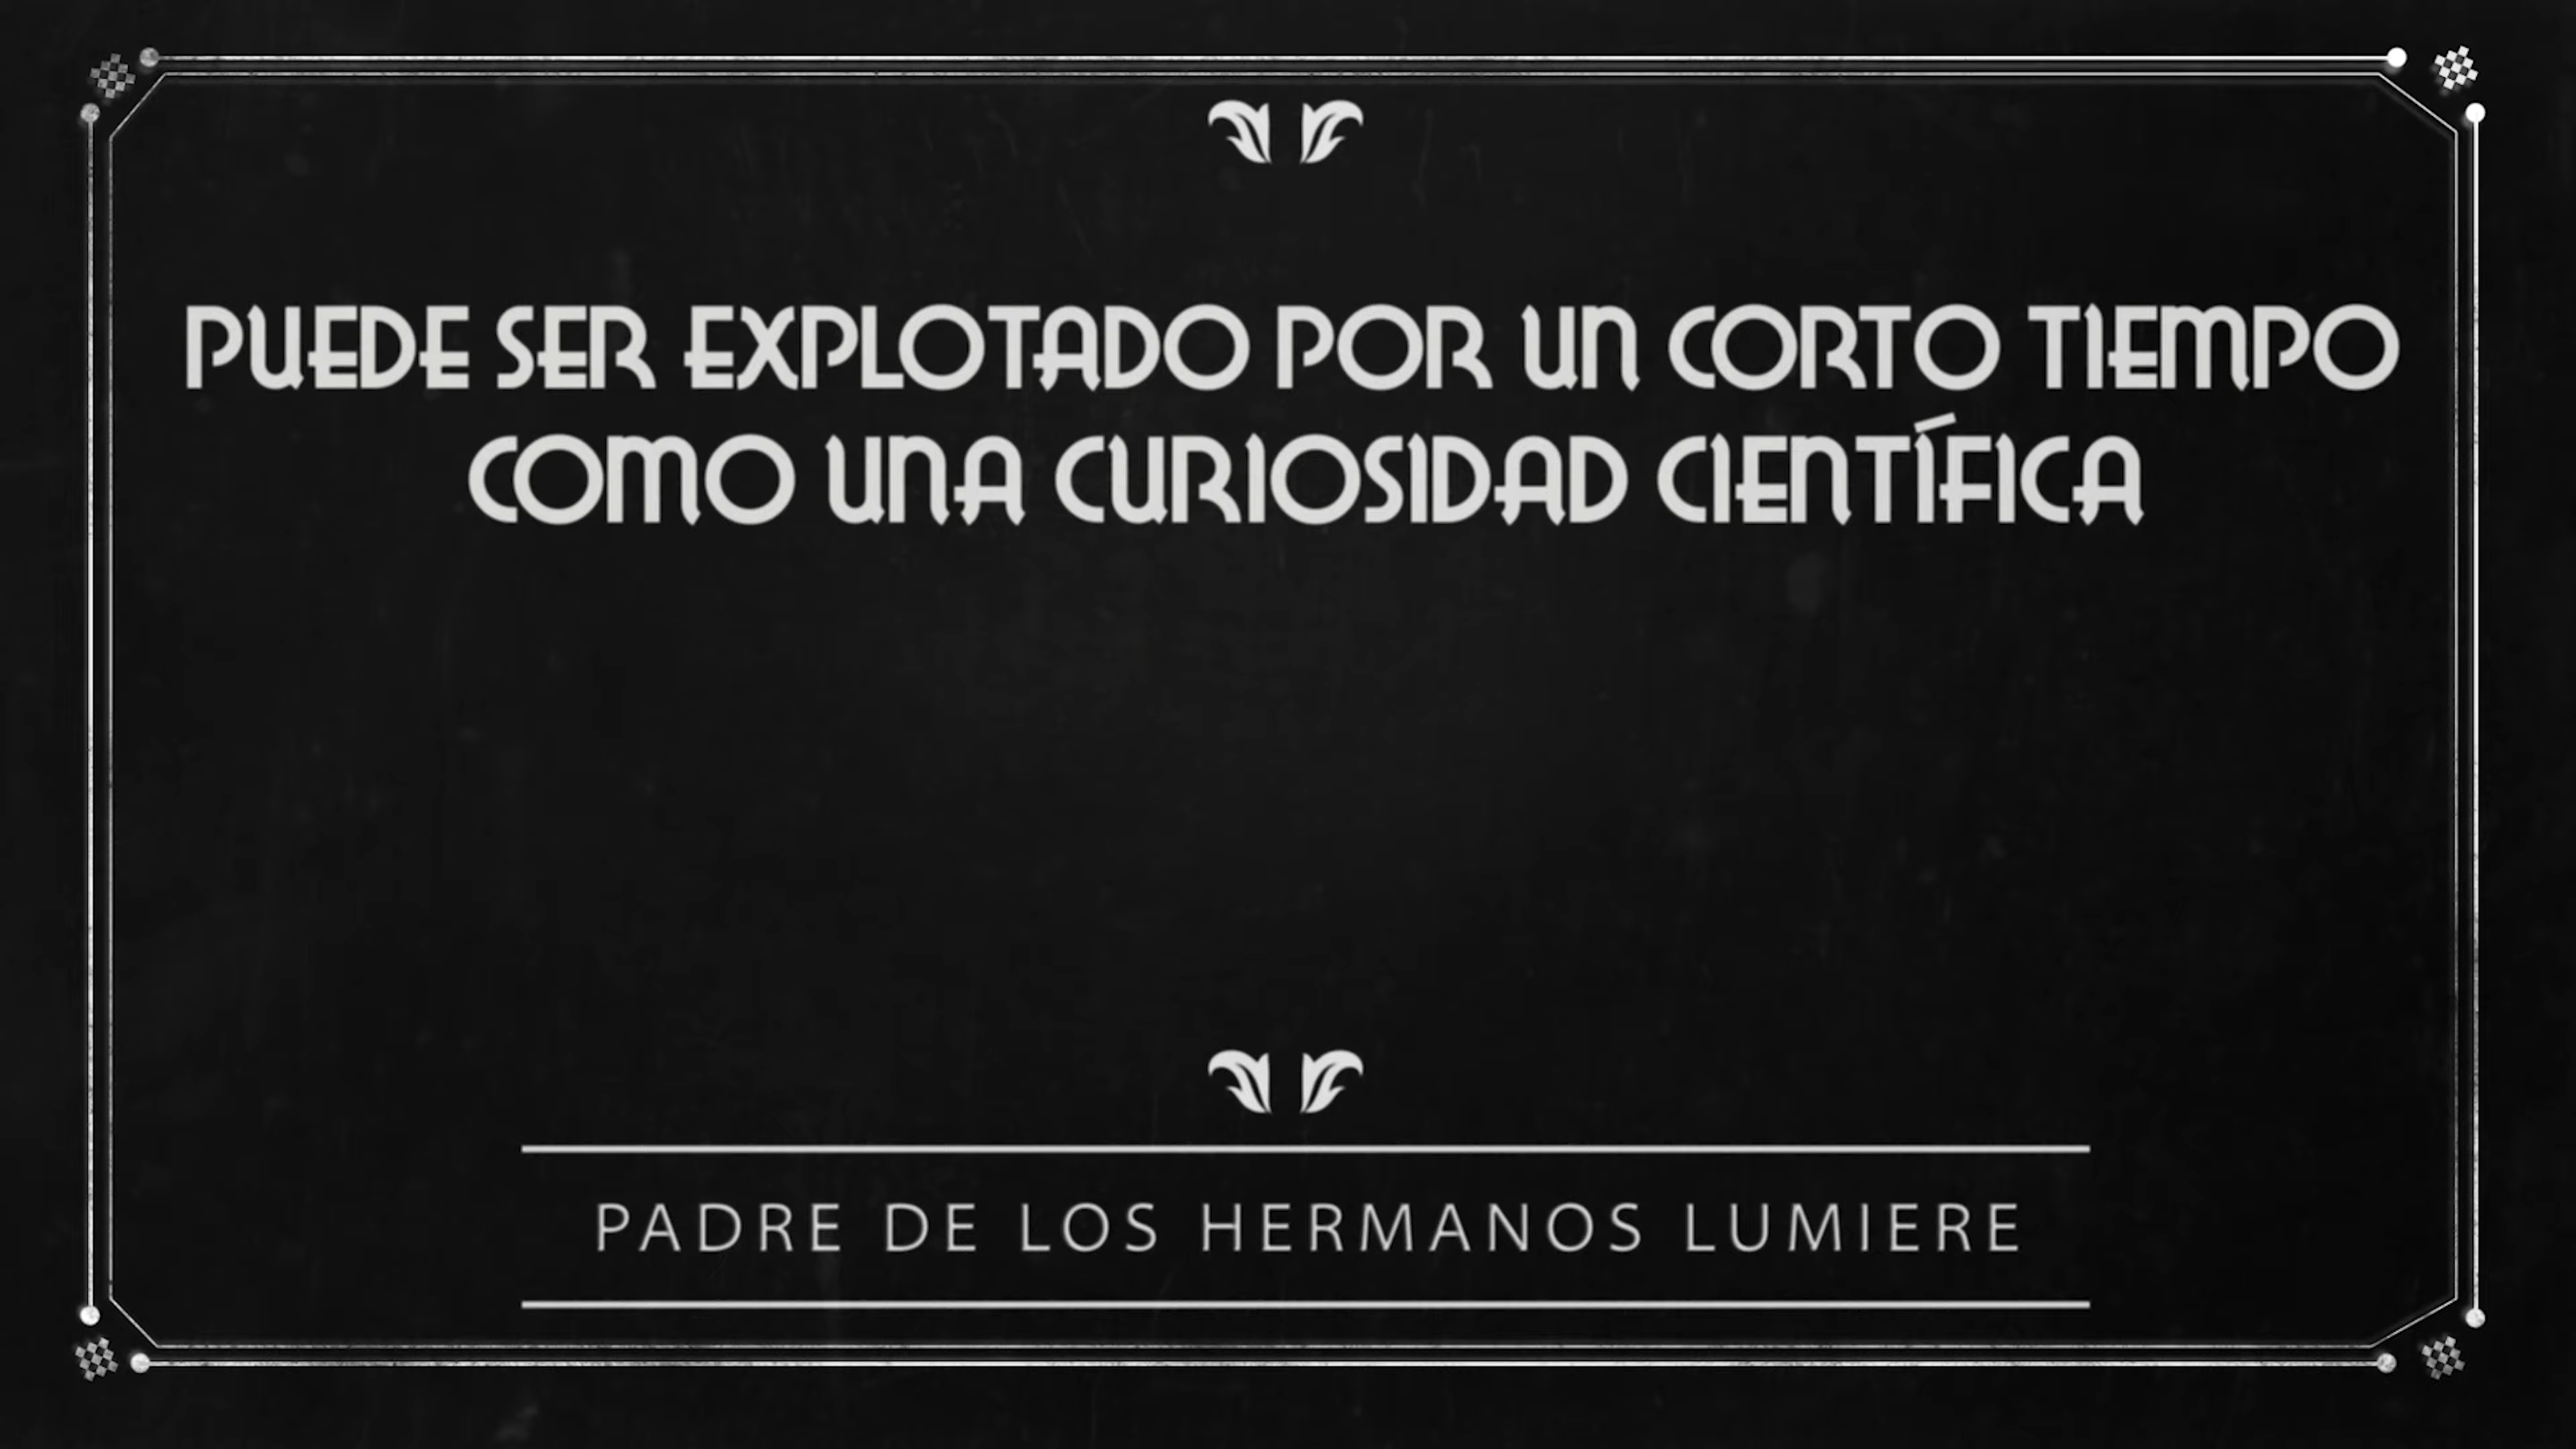 PUEDE SER EXPLOTADO POR UN CORTO TIEMPO
COMO UNA CURIOSIDAD CIENTÍFICA
PADRE DE LOS HERMANOS LUMIERE